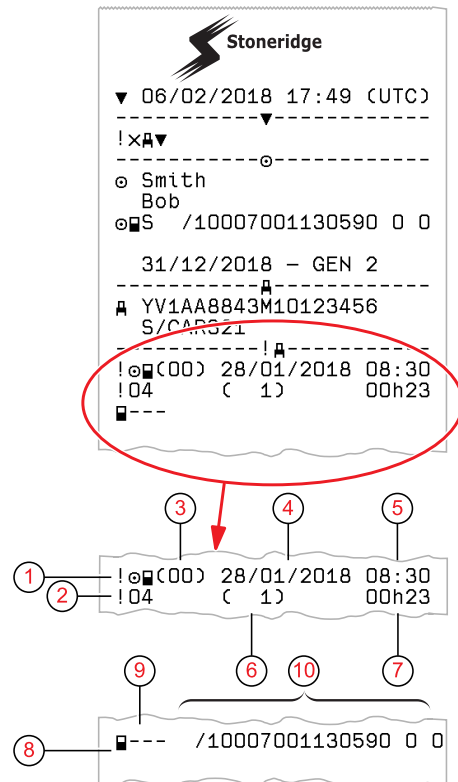 Stoneridge
▼ 06/02/2018 17:49 (UTC)
!×▼
Smith
Bob
S /10007001130590 0 0
31/12/2018 – GEN 2
YV1AA8843M10123456
S/CARS21
! (00) 28/01/2018 08:30
!04 ( 1) 00h23
---
3 4 5
1 ! (00) 28/01/2018 08:30
2 !04 ( 1) 00h23
6 7
9 10
8 --- /10007001130590 0 0